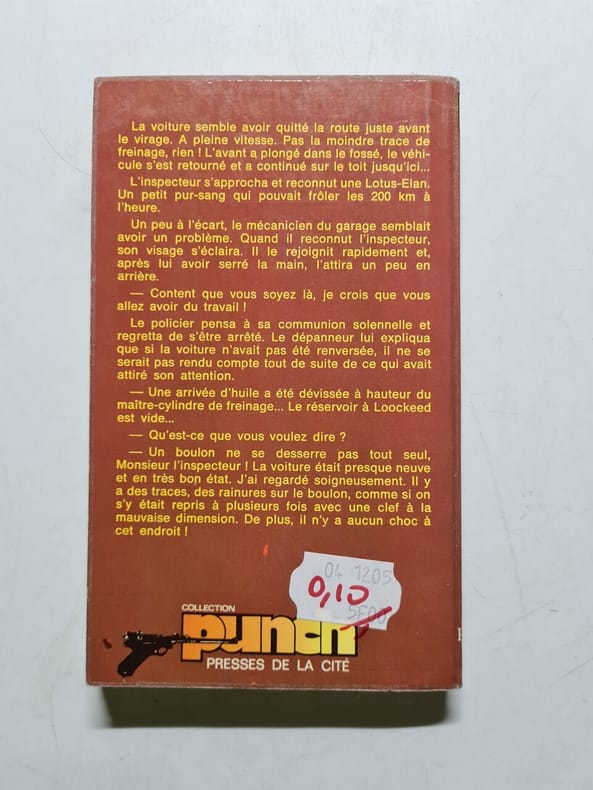 La voiture semble avoir quitté la route juste avant
le virage. A pleine vitesse. Pas la moindre trace de
freinage, rien ! L'avant a plongé dans le fossé, le véhi-
cule s'est retourné et a continué sur le toit jusqu'ici...
L'inspecteur s'approcha et reconnut une Lotus-Elan.
Un petit pur-sang qui pouvait frôler les 200 km à
l'heure.
Un peu à l'écart, le mécanicien du garage semblait
avoir un problème. Quand il reconnut l'inspecteur,
son visage s'éclaira. Il le rejoignit rapidement et,
après lui avoir serré la main, l'attira un peu en
arrière.
— Content que vous soyez là, je crois que vous
allez avoir du travail !
Le policier pensa à sa communion solennelle et
regretta de s'être arrêté. Le dépanneur lui expliqua
que si la voiture n'avait pas été renversée, il ne se
serait pas rendu compte tout de suite de ce qui avait
attiré son attention.
— Une arrivée d'huile a été dévissée à hauteur du
maître-cylindre de freinage... Le réservoir à Loockeed
est vide...
— Qu'est-ce que vous voulez dire ?
— Un boulon ne se desserre pas tout seul,
Monsieur l'inspecteur ! La voiture était presque neuve
et en très bon état. J'ai regardé soigneusement. Il y
a des traces, des rainures sur le boulon, comme si on
s'y était repris à plusieurs fois avec une clef à la
mauvaise dimension. De plus, il n'y a aucun choc à
cet endroit !
04 1205
0,10
5F00
COLLECTION
punch
PRESSES DE LA CITÉ